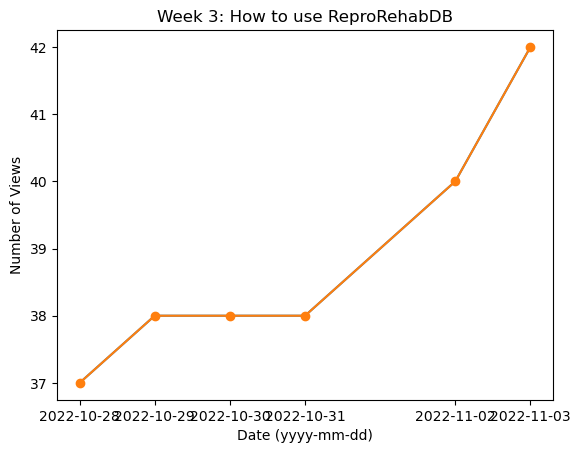 Week 3: How to use ReproRehabDB
Number of Views
42
41
40
39
38
37
2022-10-28 2022-10-29 2022-10-30 2022-10-31 2022-11-02 2022-11-03
Date (yyyy-mm-dd)